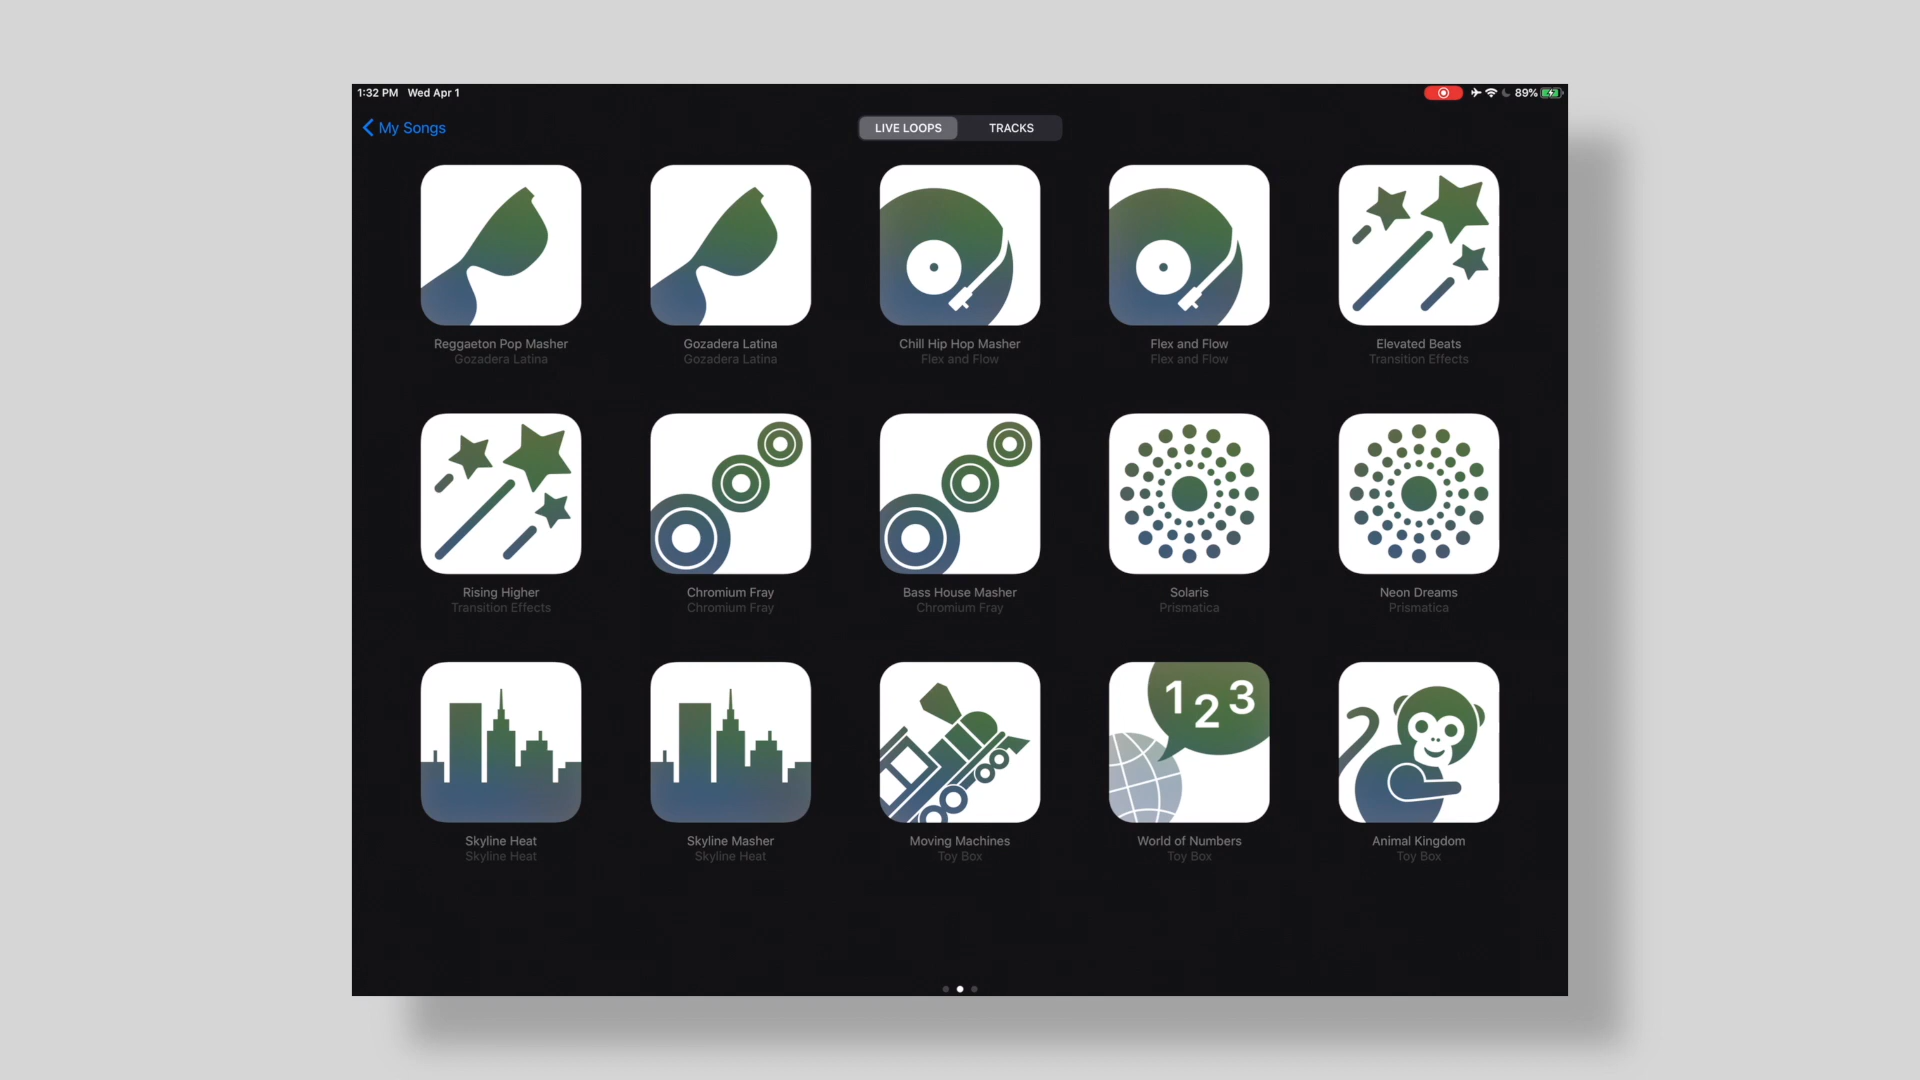 1:32 PM Wed Apr 1
89%
My Songs
LIVE LOOPS
TRACKS
Reggaeton Pop Masher
Gozadera Latina
Gozadera Latina
Gozadera Latina
Chill Hip Hop Masher
Flex and Flow
Flex and Flow
Flex and Flow
Elevated Beats
Transition Effects
Rising Higher
Transition Effects
Chromium Fray
Chromium Fray
Bass House Masher
Chromium Fray
Solaris
Prismatica
Neon Dreams
Prismatica
Skyline Heat
Skyline Heat
Skyline Masher
Skyline Heat
Moving Machines
Toy Box
1 2 3
World of Numbers
Toy Box
Animal Kingdom
Toy Box